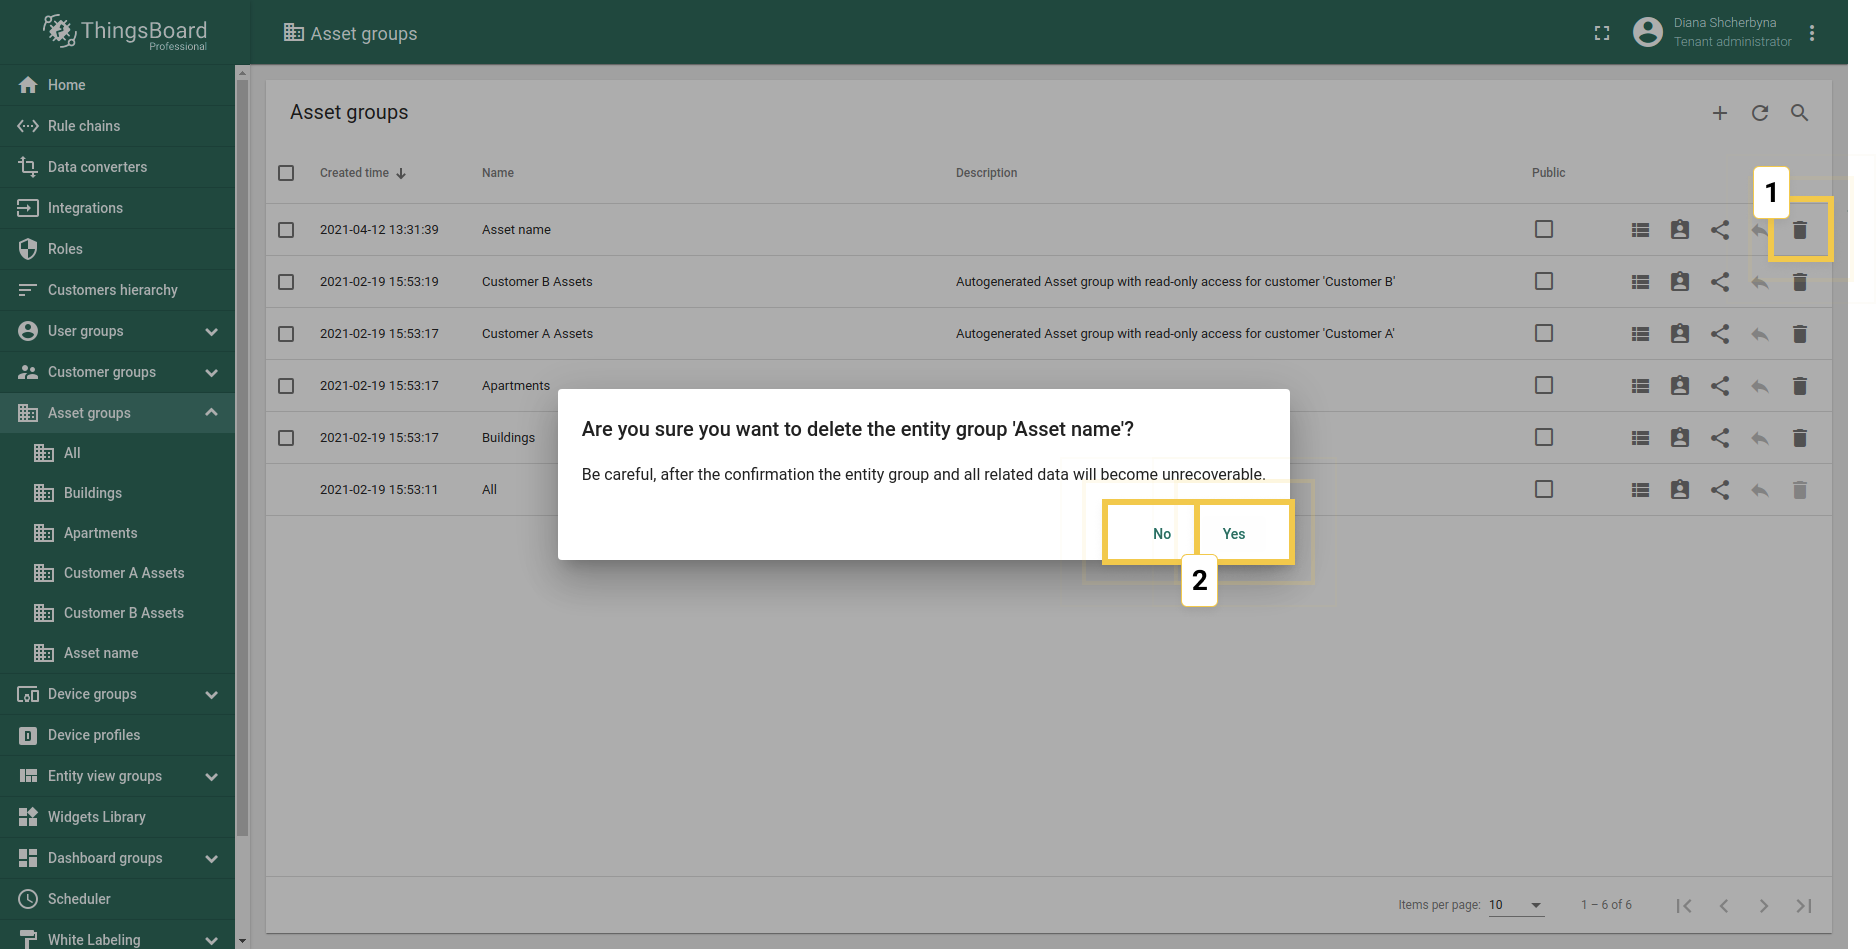 ThingsBoard
Professional
Asset groups
Diana Shcherbyna
Tenant administrator
Home
Rule chains
Data converters
Integrations
Roles
Customers hierarchy
User groups
Customer groups
Asset groups
All
Buildings
Apartments
Customer A Assets
Customer B Assets
Asset name
Device groups
D
Device profiles
Entity view groups
Widgets Library
Dashboard groups
Scheduler
White Labeling
Asset groups
Created time Name Description Public
1
2021-04-12 13:31:39 Asset name
2021-02-19 15:53:19 Customer B Assets Autogenerated Asset group with read-only access for customer 'Customer B'
2021-02-19 15:53:17 Customer A Assets Autogenerated Asset group with read-only access for customer 'Customer A'
2021-02-19 15:53:17 Apartments
2021-02-19 15:53:17 Buildings
2021-02-19 15:53:11 All
Are you sure you want to delete the entity group 'Asset name'?
Be careful, after the confirmation the entity group and all related data will become unrecoverable.
No Yes
2
Items per page: 10 1 – 6 of 6